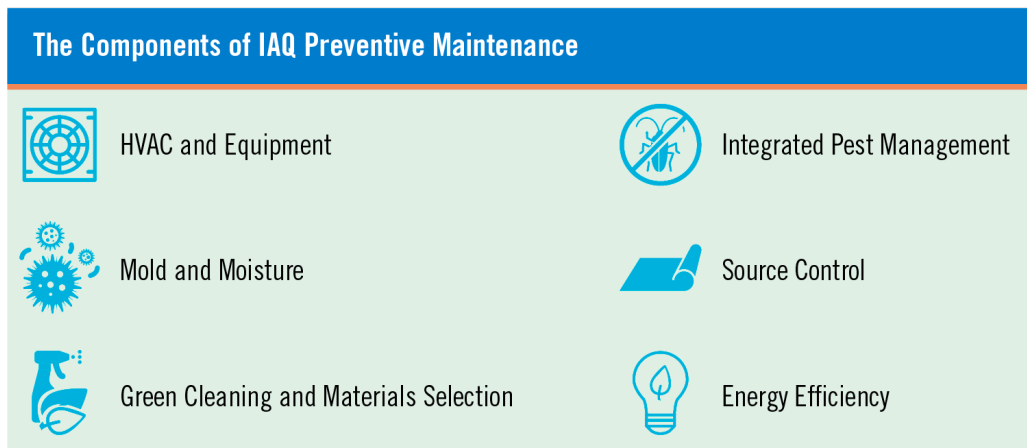 The Components of IAQ Preventive Maintenance
HVAC and Equipment
Integrated Pest Management
Mold and Moisture
Source Control
Green Cleaning and Materials Selection
Energy Efficiency